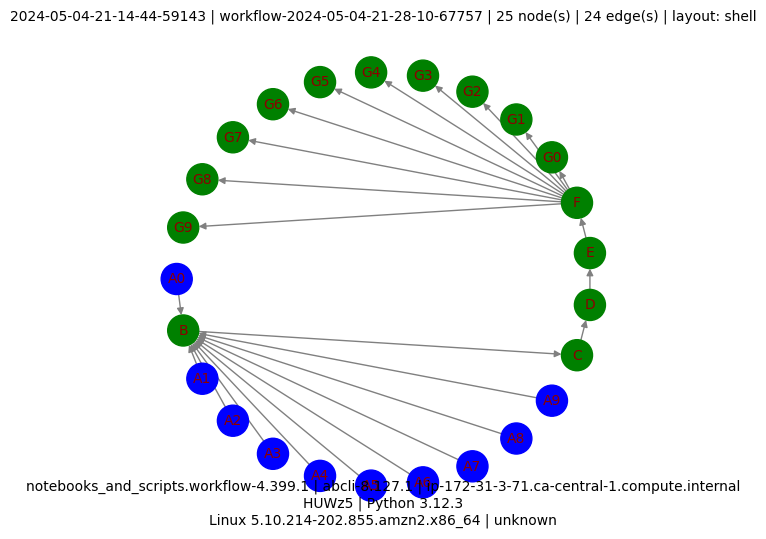 2024-05-04-21-14-44-59143 | workflow-2024-05-04-21-28-10-67757 | 25 node(s) | 24 edge(s) | layout: shell
G4
G3
G5
G2
G6
G1
G7
G0
G8
F
G9
E
A0
D
B
C
A1
A9
A2
A8
A3
A7
A4
A6
A5
notebooks_and_scripts.workflow-4.399.1 | abcli-8.127.1 | ip-172-31-3-71.ca-central-1.compute.internal
HUWz5 | Python 3.12.3
Linux 5.10.214-202.855.amzn2.x86_64 | unknown